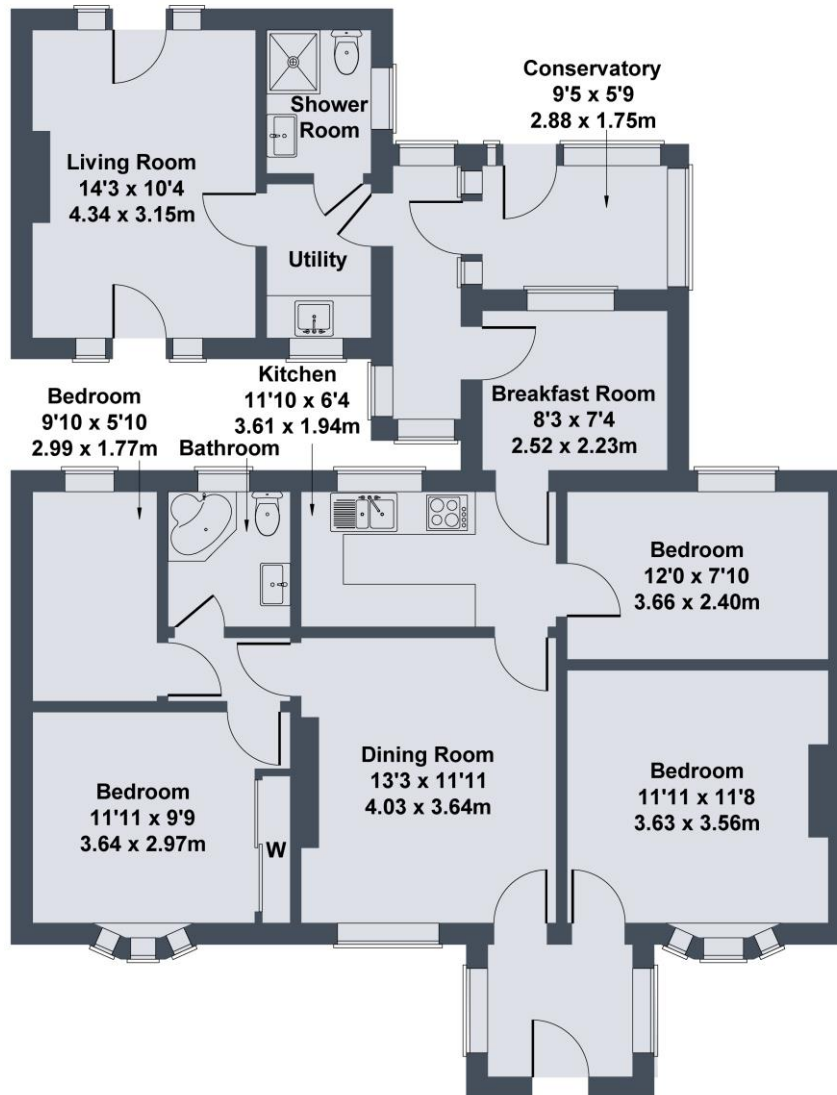 Conservatory
9'5 x 5'9
2.88 x 1.75m
Shower
Room
Living Room
14'3 x 10'4
4.34 x 3.15m
Utility
Kitchen
11'10 x 6'4
3.61 x 1.94m
Bedroom
9'10 x 5'10
2.99 x 1.77m
Bathroom
Breakfast Room
8'3 x 7'4
2.52 x 2.23m
Bedroom
12'0 x 7'10
3.66 x 2.40m
Dining Room
13'3 x 11'11
4.03 x 3.64m
Bedroom
11'11 x 11'8
3.63 x 3.56m
Bedroom
11'11 x 9'9
3.64 x 2.97m
W